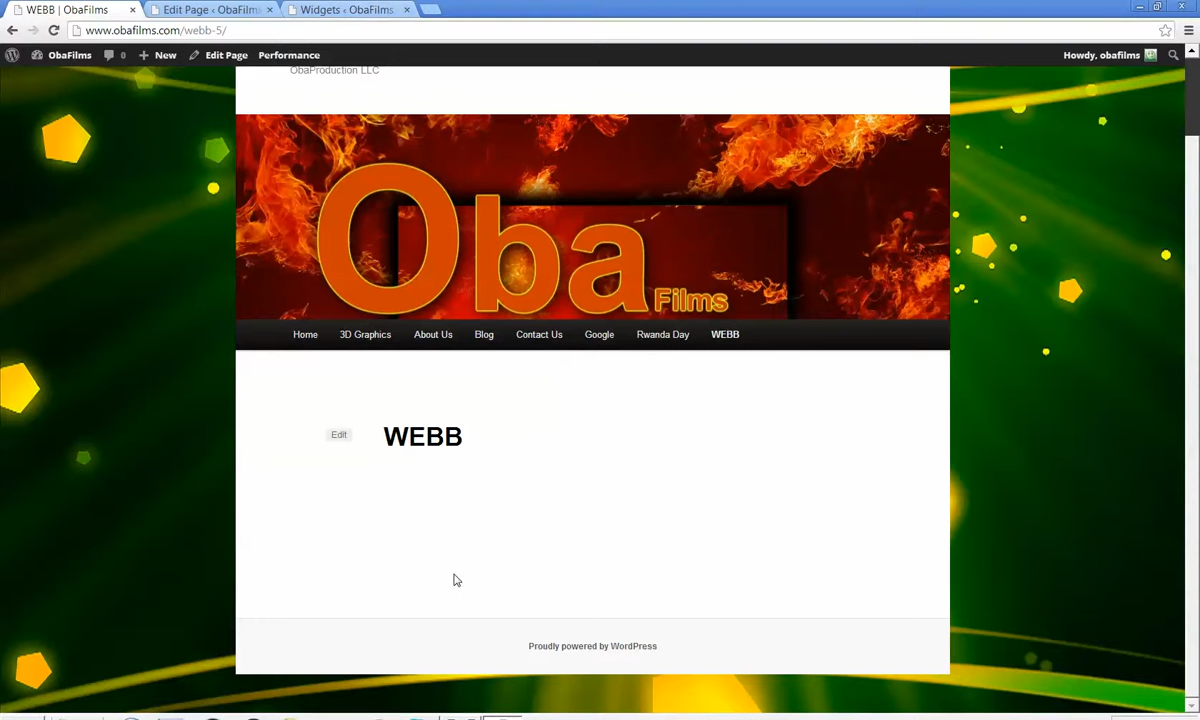 WEBB | ObaFilms
Edit Page ‹ ObaFilms
Widgets ‹ ObaFilms
www.obafilms.com/webb-5/
ObaFilms 0 New Edit Page Performance
Howdy, obafilms
ObaProduction LLC
Oba Films
Home 3D Graphics About Us Blog Contact Us Google Rwanda Day WEBB
Edit
WEBB
Proudly powered by WordPress